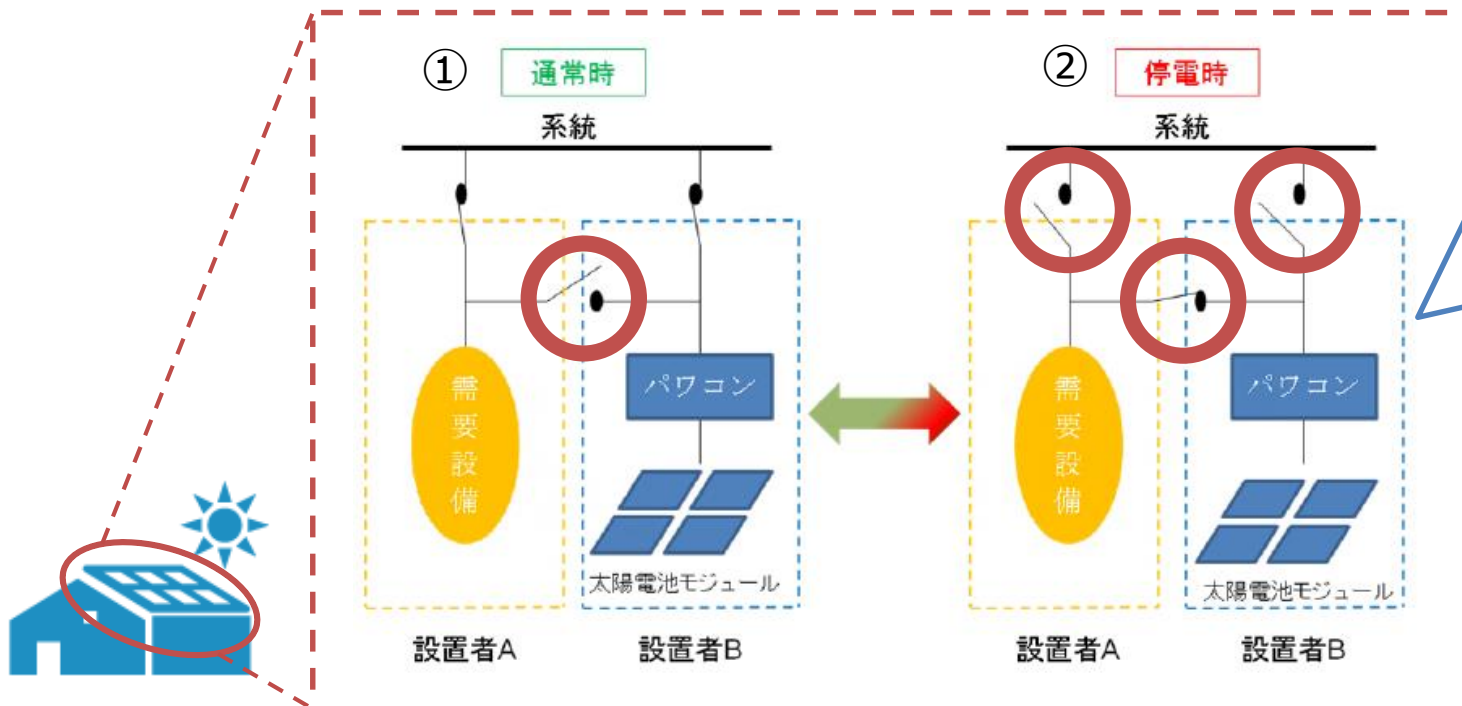 ① 通常時
系統
需要設備
パワコン
太陽電池モジュール
設置者A
設置者B
② 停電時
系統
需要設備
パワコン
太陽電池モジュール
設置者A
設置者B